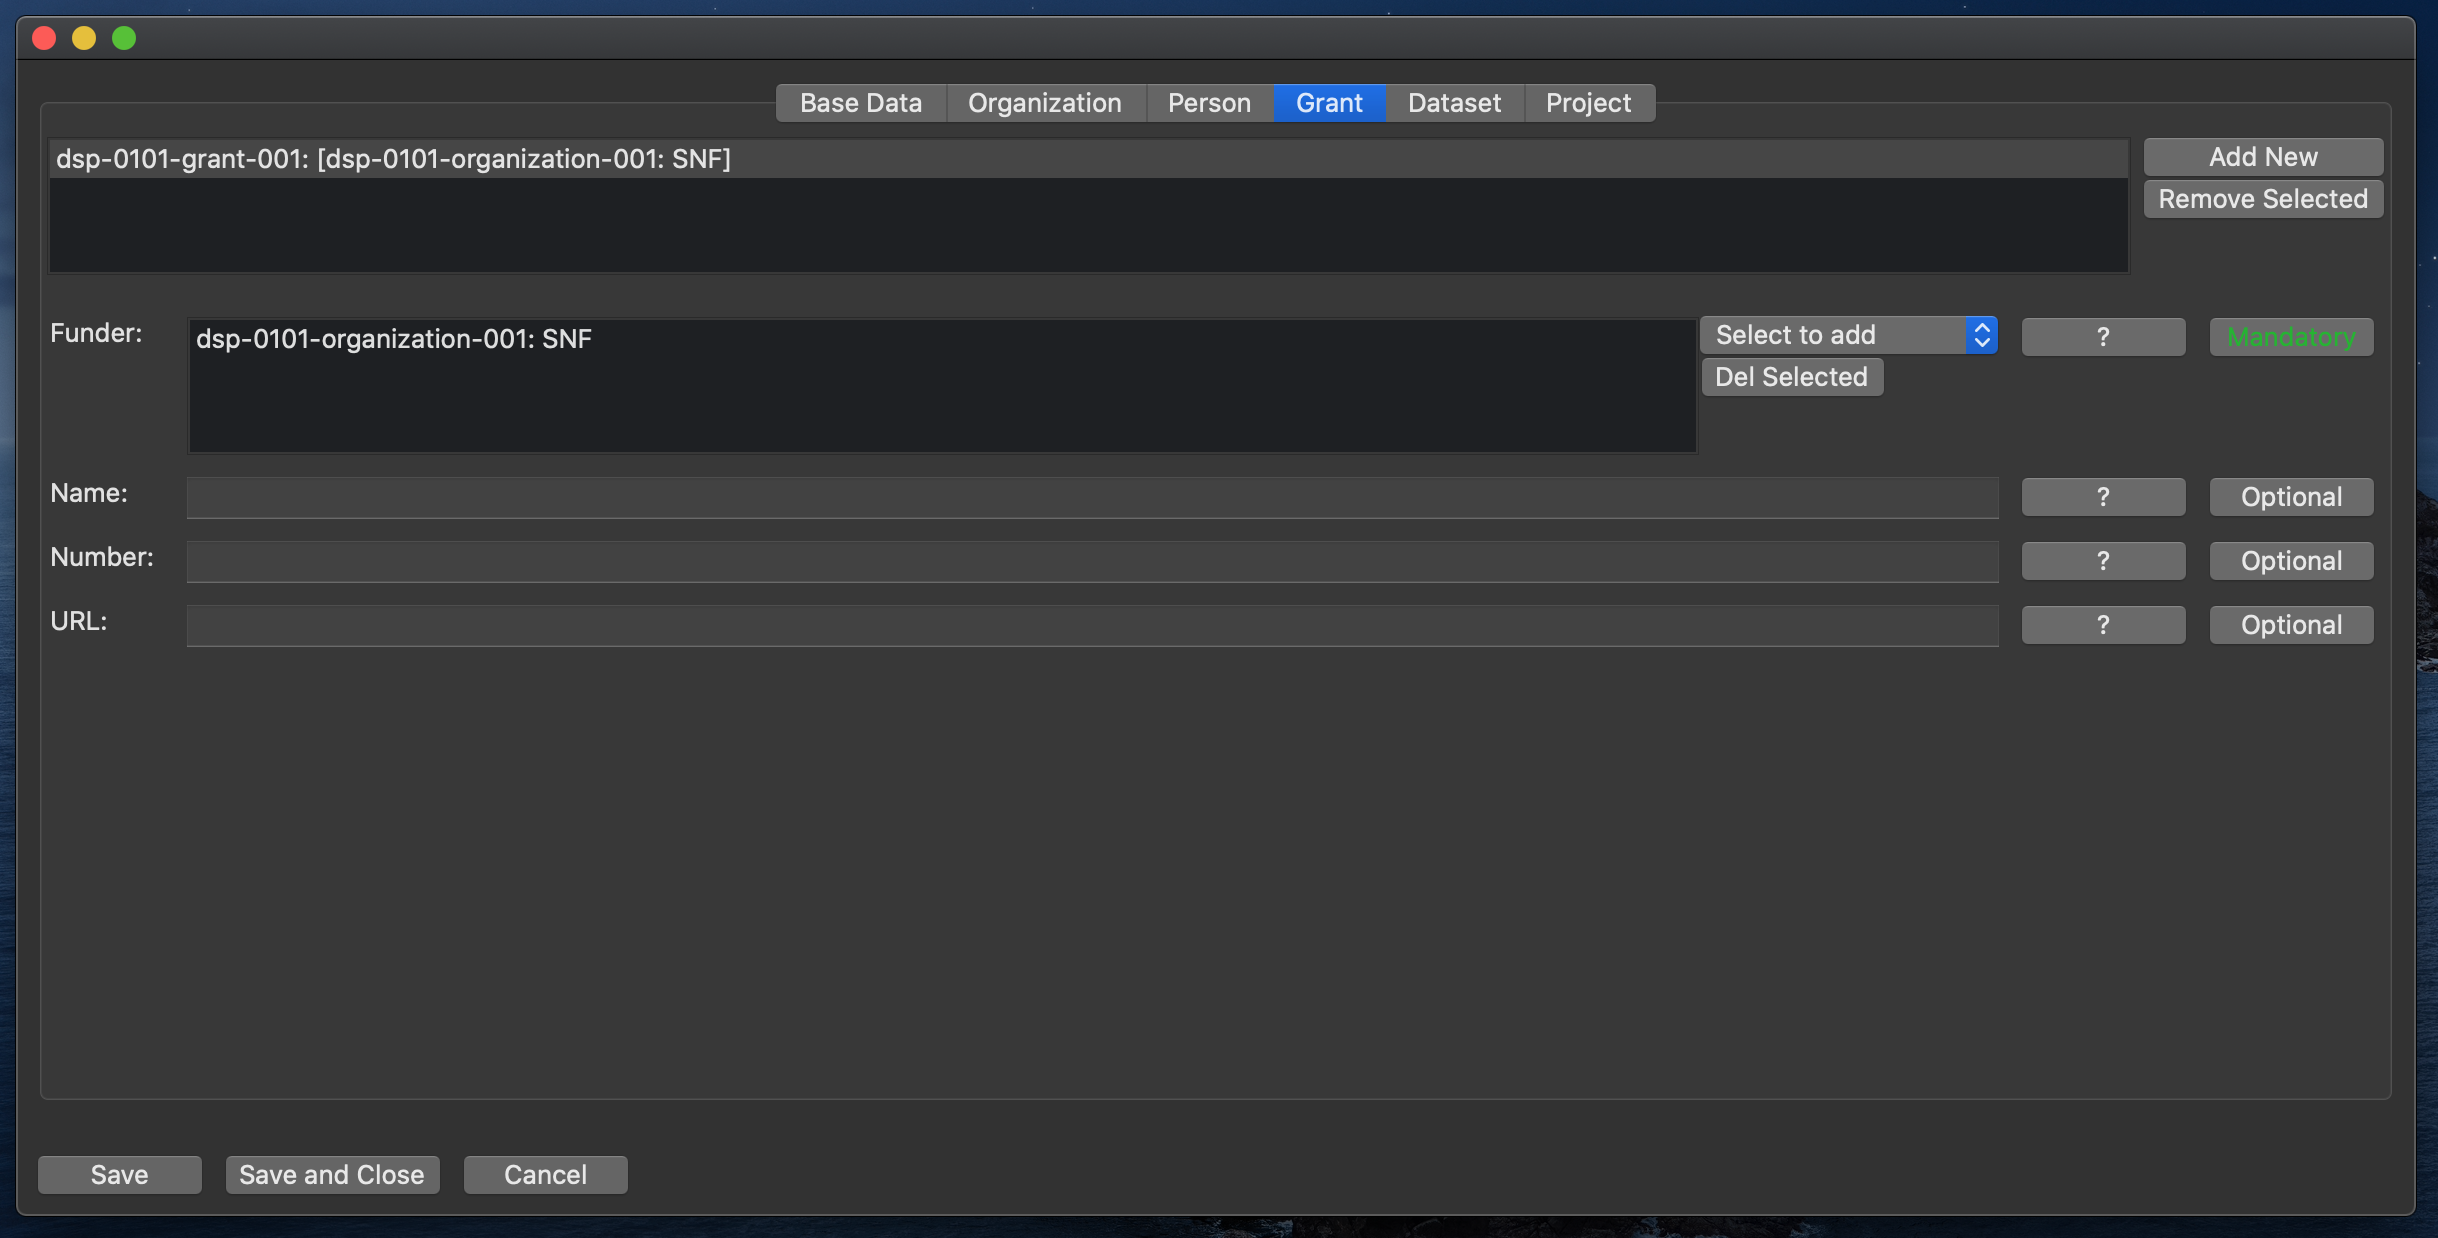 Base Data Organization Person Grant Dataset Project
dsp-0101-grant-001: [dsp-0101-organization-001: SNF]
Add New
Remove Selected
Funder:
dsp-0101-organization-001: SNF
Select to add
? Mandatory
Del Selected
Name: ? Optional
Number: ? Optional
URL: ? Optional
Save Save and Close Cancel